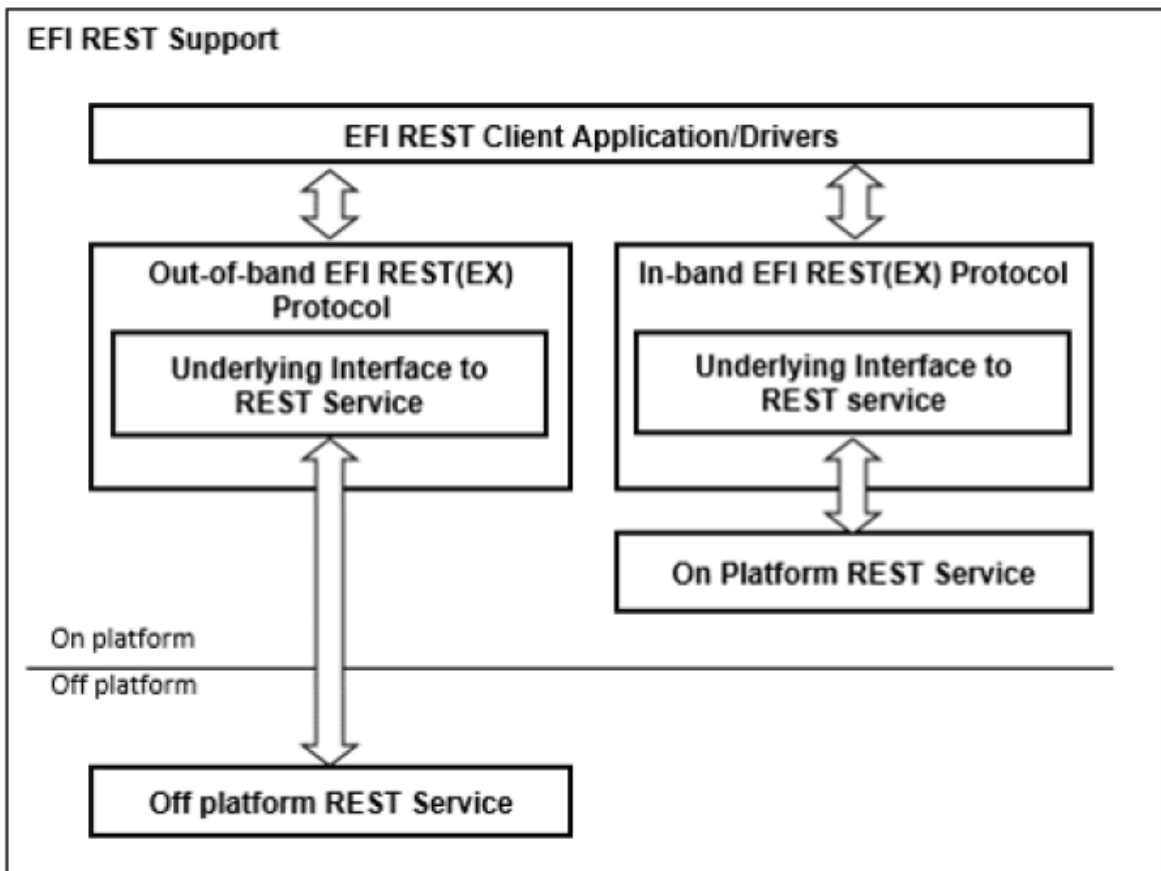 EFI REST Support
EFI REST Client Application/Drivers
Out-of-band EFI REST(EX)
Protocol
Underlying Interface to
REST Service
In-band EFI REST(EX) Protocol
Underlying Interface to
REST service
On Platform REST Service
On platform
Off platform
Off platform REST Service